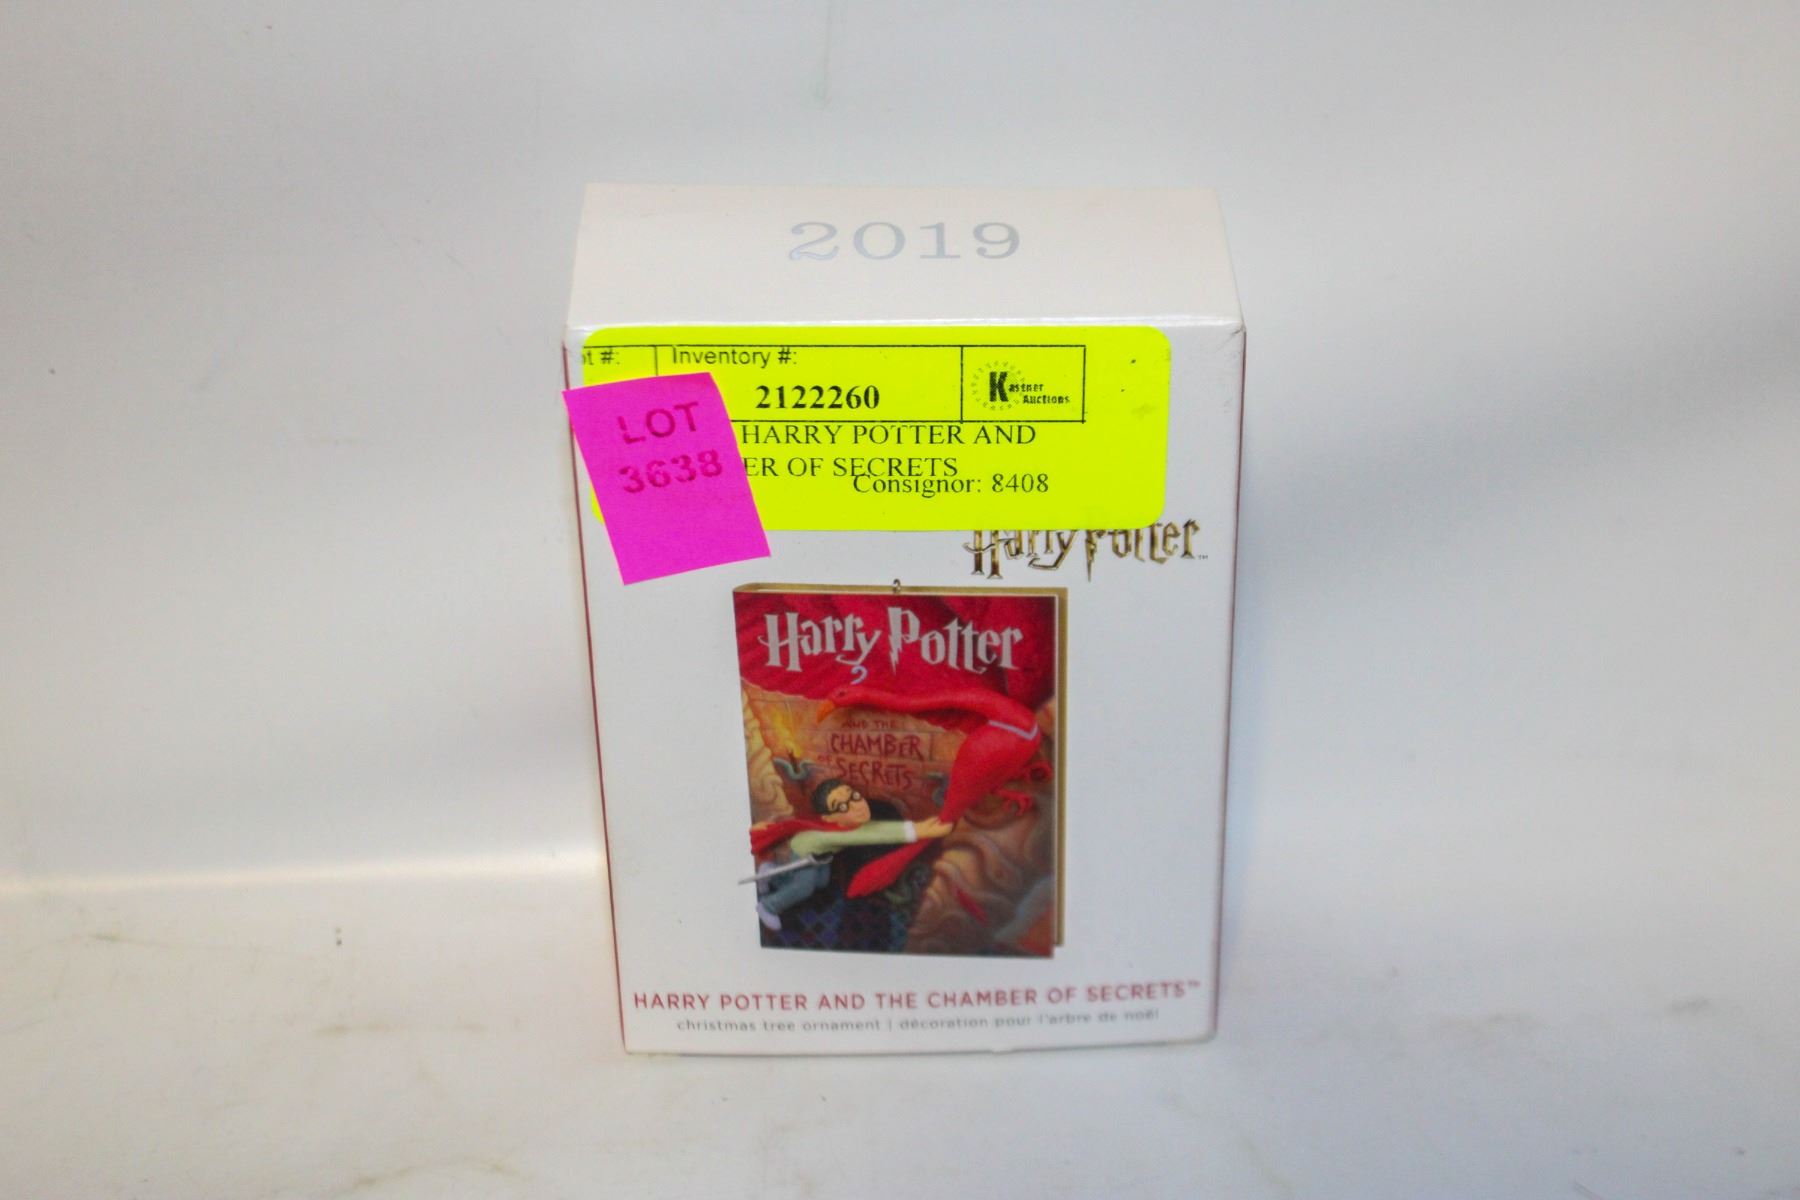 2019
ot #:
Inventory #:
2122260
Kastner
Auctions
LOT
3638
HARRY POTTER AND
ER OF SECRETS
Consignor: 8408
Harry Potter™
Harry Potter
AND THE
CHAMBER
OF SECRETS
HARRY POTTER AND THE CHAMBER OF SECRETS™
christmas tree ornament | décoration pour l'arbre de noël